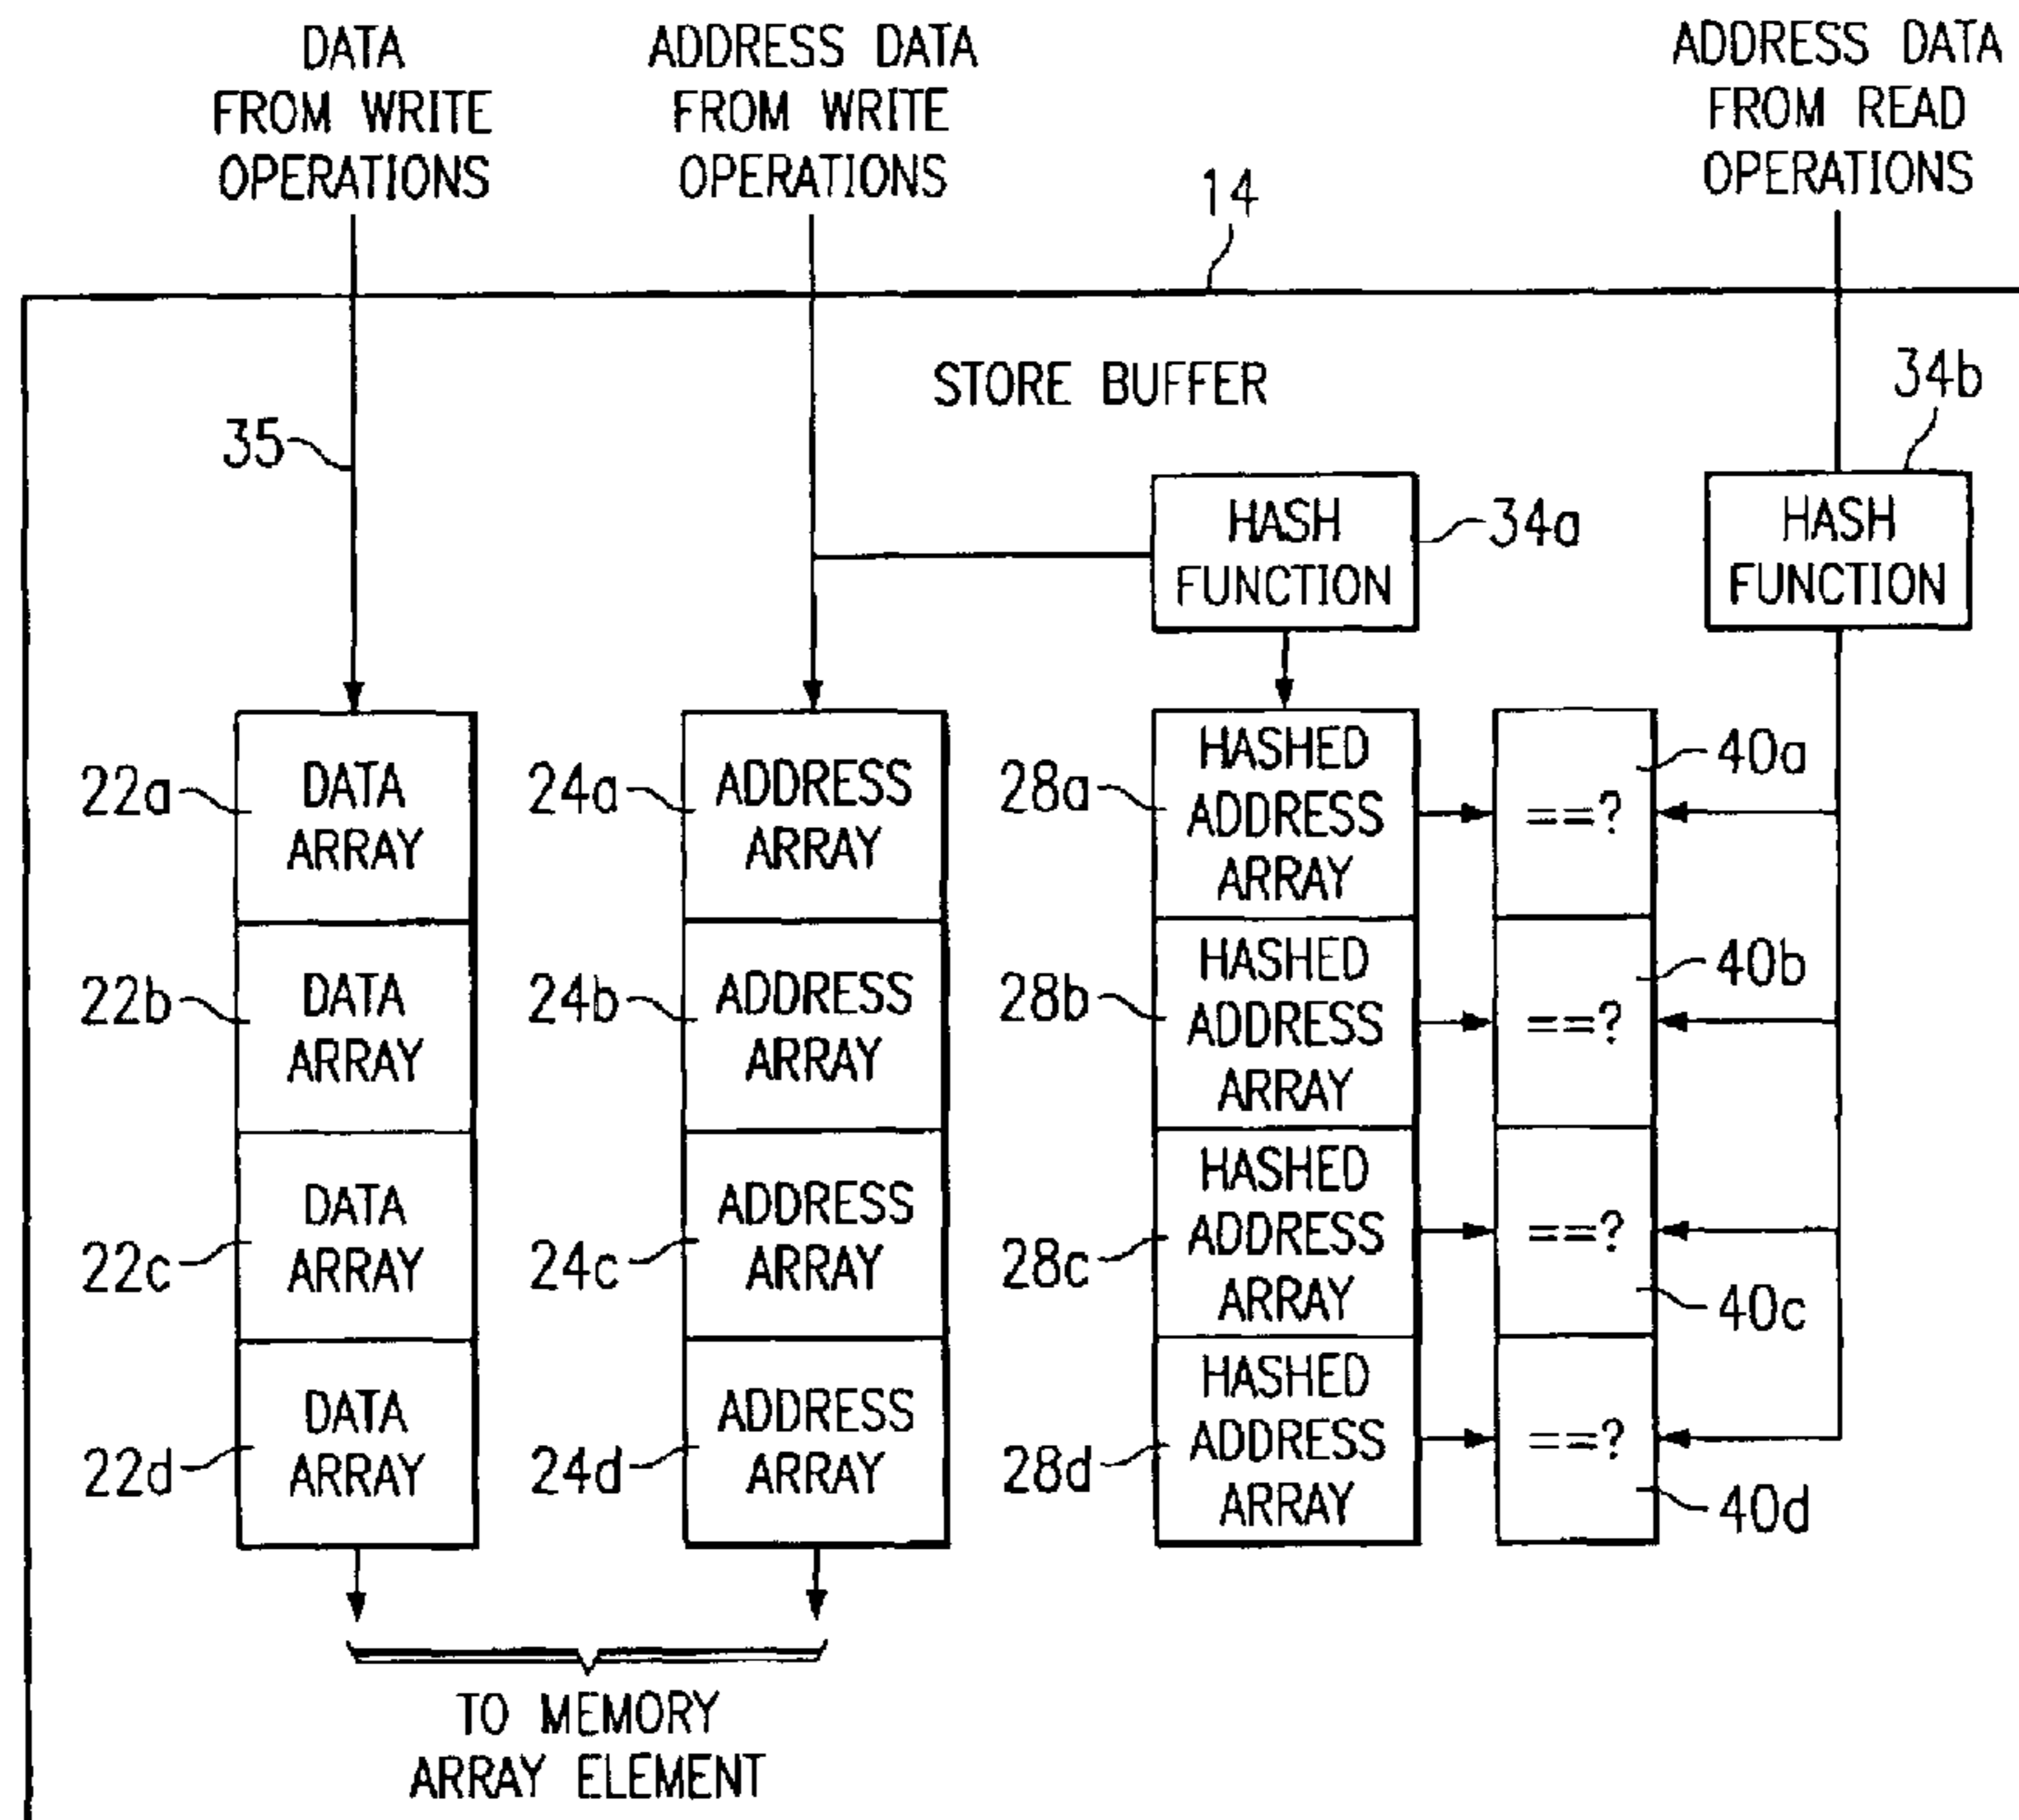 DATA
FROM WRITE
OPERATIONS
ADDRESS DATA
FROM WRITE
OPERATIONS
ADDRESS DATA
FROM READ
OPERATIONS
14
STORE BUFFER
34b
35
HASH
FUNCTION
34a
HASH
FUNCTION
22a
DATA
ARRAY
24a
ADDRESS
ARRAY
28a
HASHED
ADDRESS
ARRAY
==?
40a
22b
DATA
ARRAY
24b
ADDRESS
ARRAY
28b
HASHED
ADDRESS
ARRAY
==?
40b
22c
DATA
ARRAY
24c
ADDRESS
ARRAY
28c
HASHED
ADDRESS
ARRAY
==?
40c
22d
DATA
ARRAY
24d
ADDRESS
ARRAY
28d
HASHED
ADDRESS
ARRAY
==?
40d
TO MEMORY
ARRAY ELEMENT